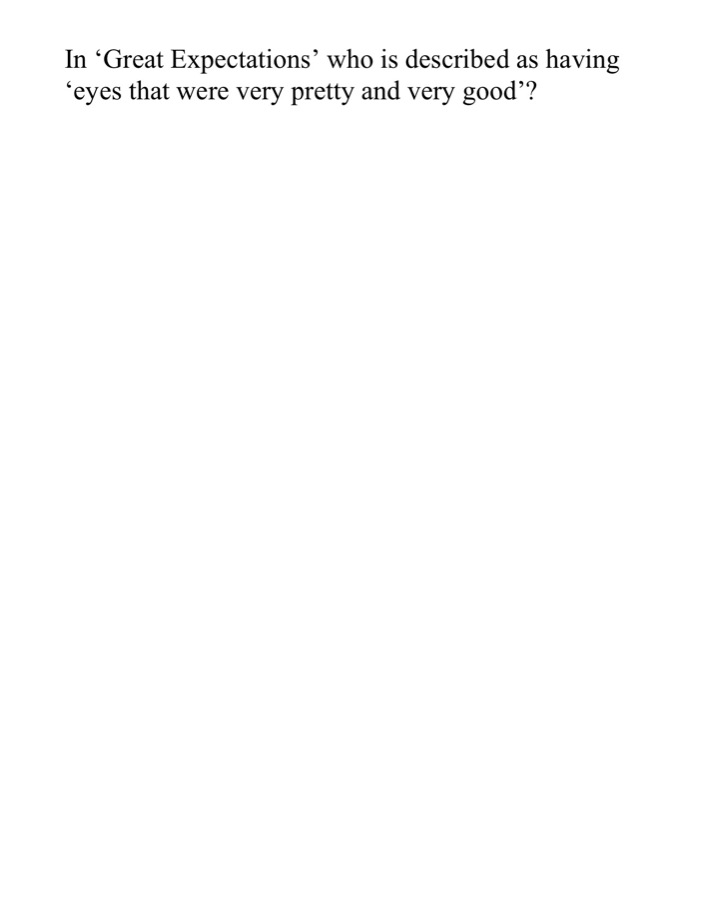 In ‘Great Expectations’ who is described as having
‘eyes that were very pretty and very good’?